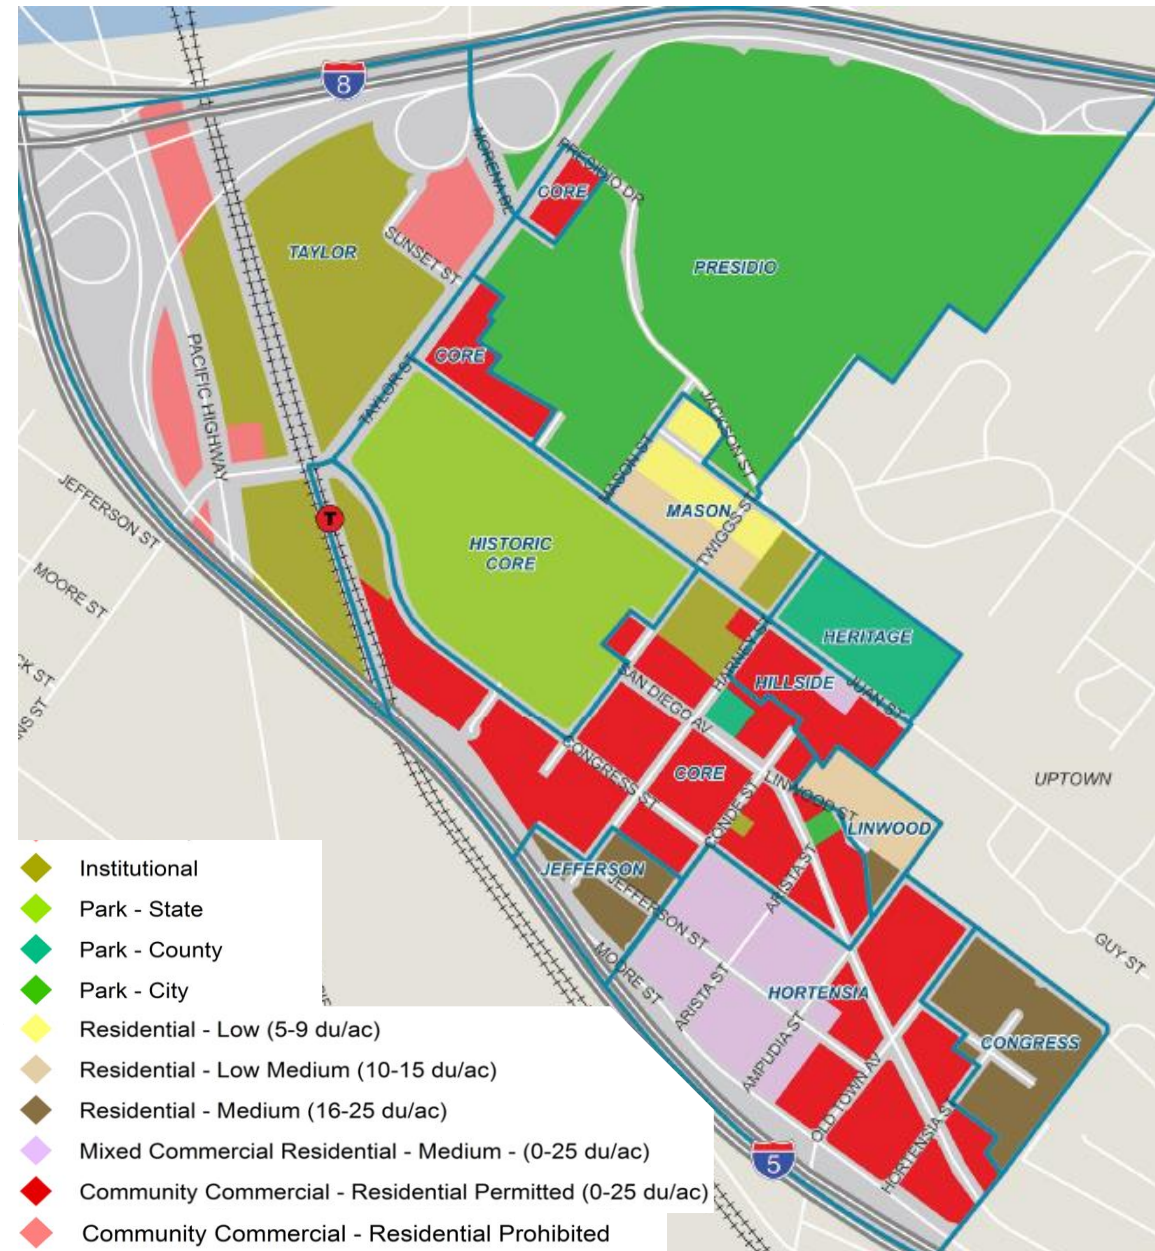 8
MORENA BL
PRESIDIO DR
CORE
TAYLOR
SUNSET ST
PRESIDIO
PACIFIC HIGHWAY
CORE
TAYLOR ST
JACKSON ST
MASON ST
JEFFERSON ST
T
MASON
TWIGGS ST
HISTORIC
CORE
MOORE ST
HERITAGE
HARNEY ST
CK ST
SAN DIEGO AV
HILLSIDE
JUAN ST
NS ST
CONGRESS ST
CORE
UPTOWN
LINWOOD ST
CONDE ST
LINWOOD
JEFFERSON
ARISTA ST
JEFFERSON ST
GUY ST
MOORE ST
ARISTA ST
HORTENSIA
AMPUDIA ST
CONGRESS
OLD TOWN AV
HORTENSIA ST
5
Institutional
Park - State
Park - County
Park - City
Residential - Low (5-9 du/ac)
Residential - Low Medium (10-15 du/ac)
Residential - Medium (16-25 du/ac)
Mixed Commercial Residential - Medium - (0-25 du/ac)
Community Commercial - Residential Permitted (0-25 du/ac)
Community Commercial - Residential Prohibited